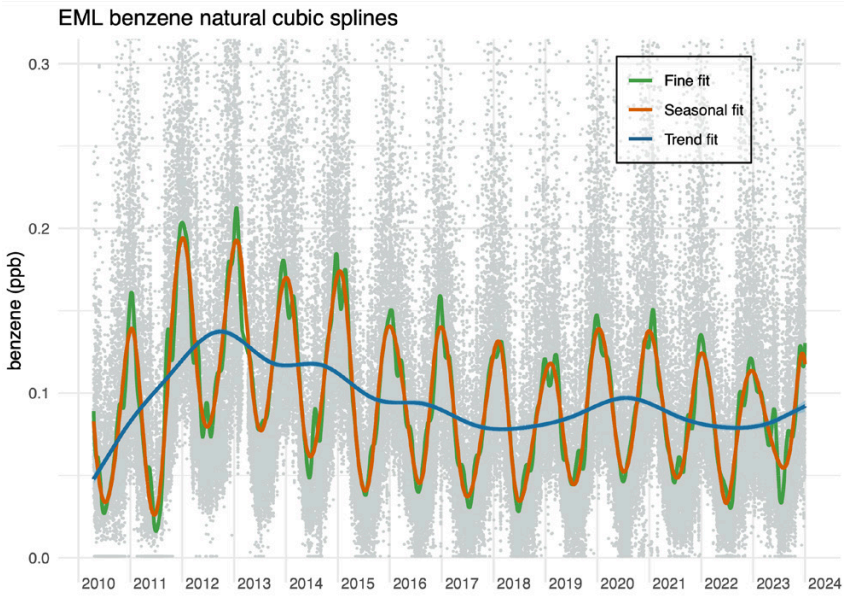 EML benzene natural cubic splines
0.3
0.2
0.1
0.0
benzene (ppb)
Fine fit
Seasonal fit
Trend fit
2010 2011 2012 2013 2014 2015 2016 2017 2018 2019 2020 2021 2022 2023 2024